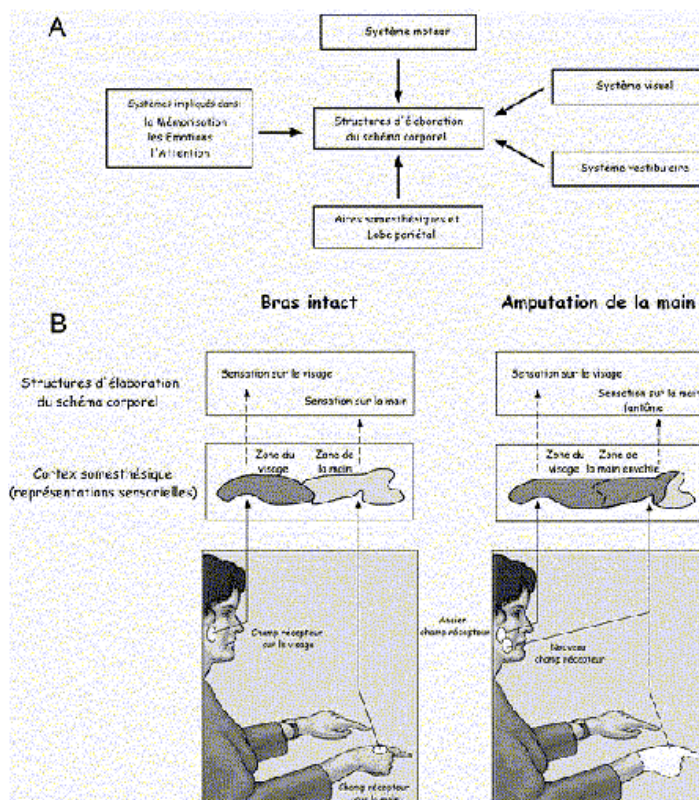 A
Système moteur
Systèmes impliqués dans:
la Mémorisation
les Emotions
l'Attention
Structures d'élaboration
du schéma corporel
Système visuel
Système vestibulaire
Aires somesthésiques et
Lobe pariétal
B
Bras intact
Amputation de la main
Structures d'élaboration
du schéma corporel
Sensation sur le visage
Sensation sur la main
Sensation sur le visage
Sensation sur la main
fantôme
Cortex somesthésique
(représentations sensorielles)
Zone du
visage
Zone de
la main
Zone du
visage
Zone de
la main envahie
Champ récepteur
sur le visage
Ancien
champ récepteur
Nouveau
champ récepteur
Champ récepteur
sur la main